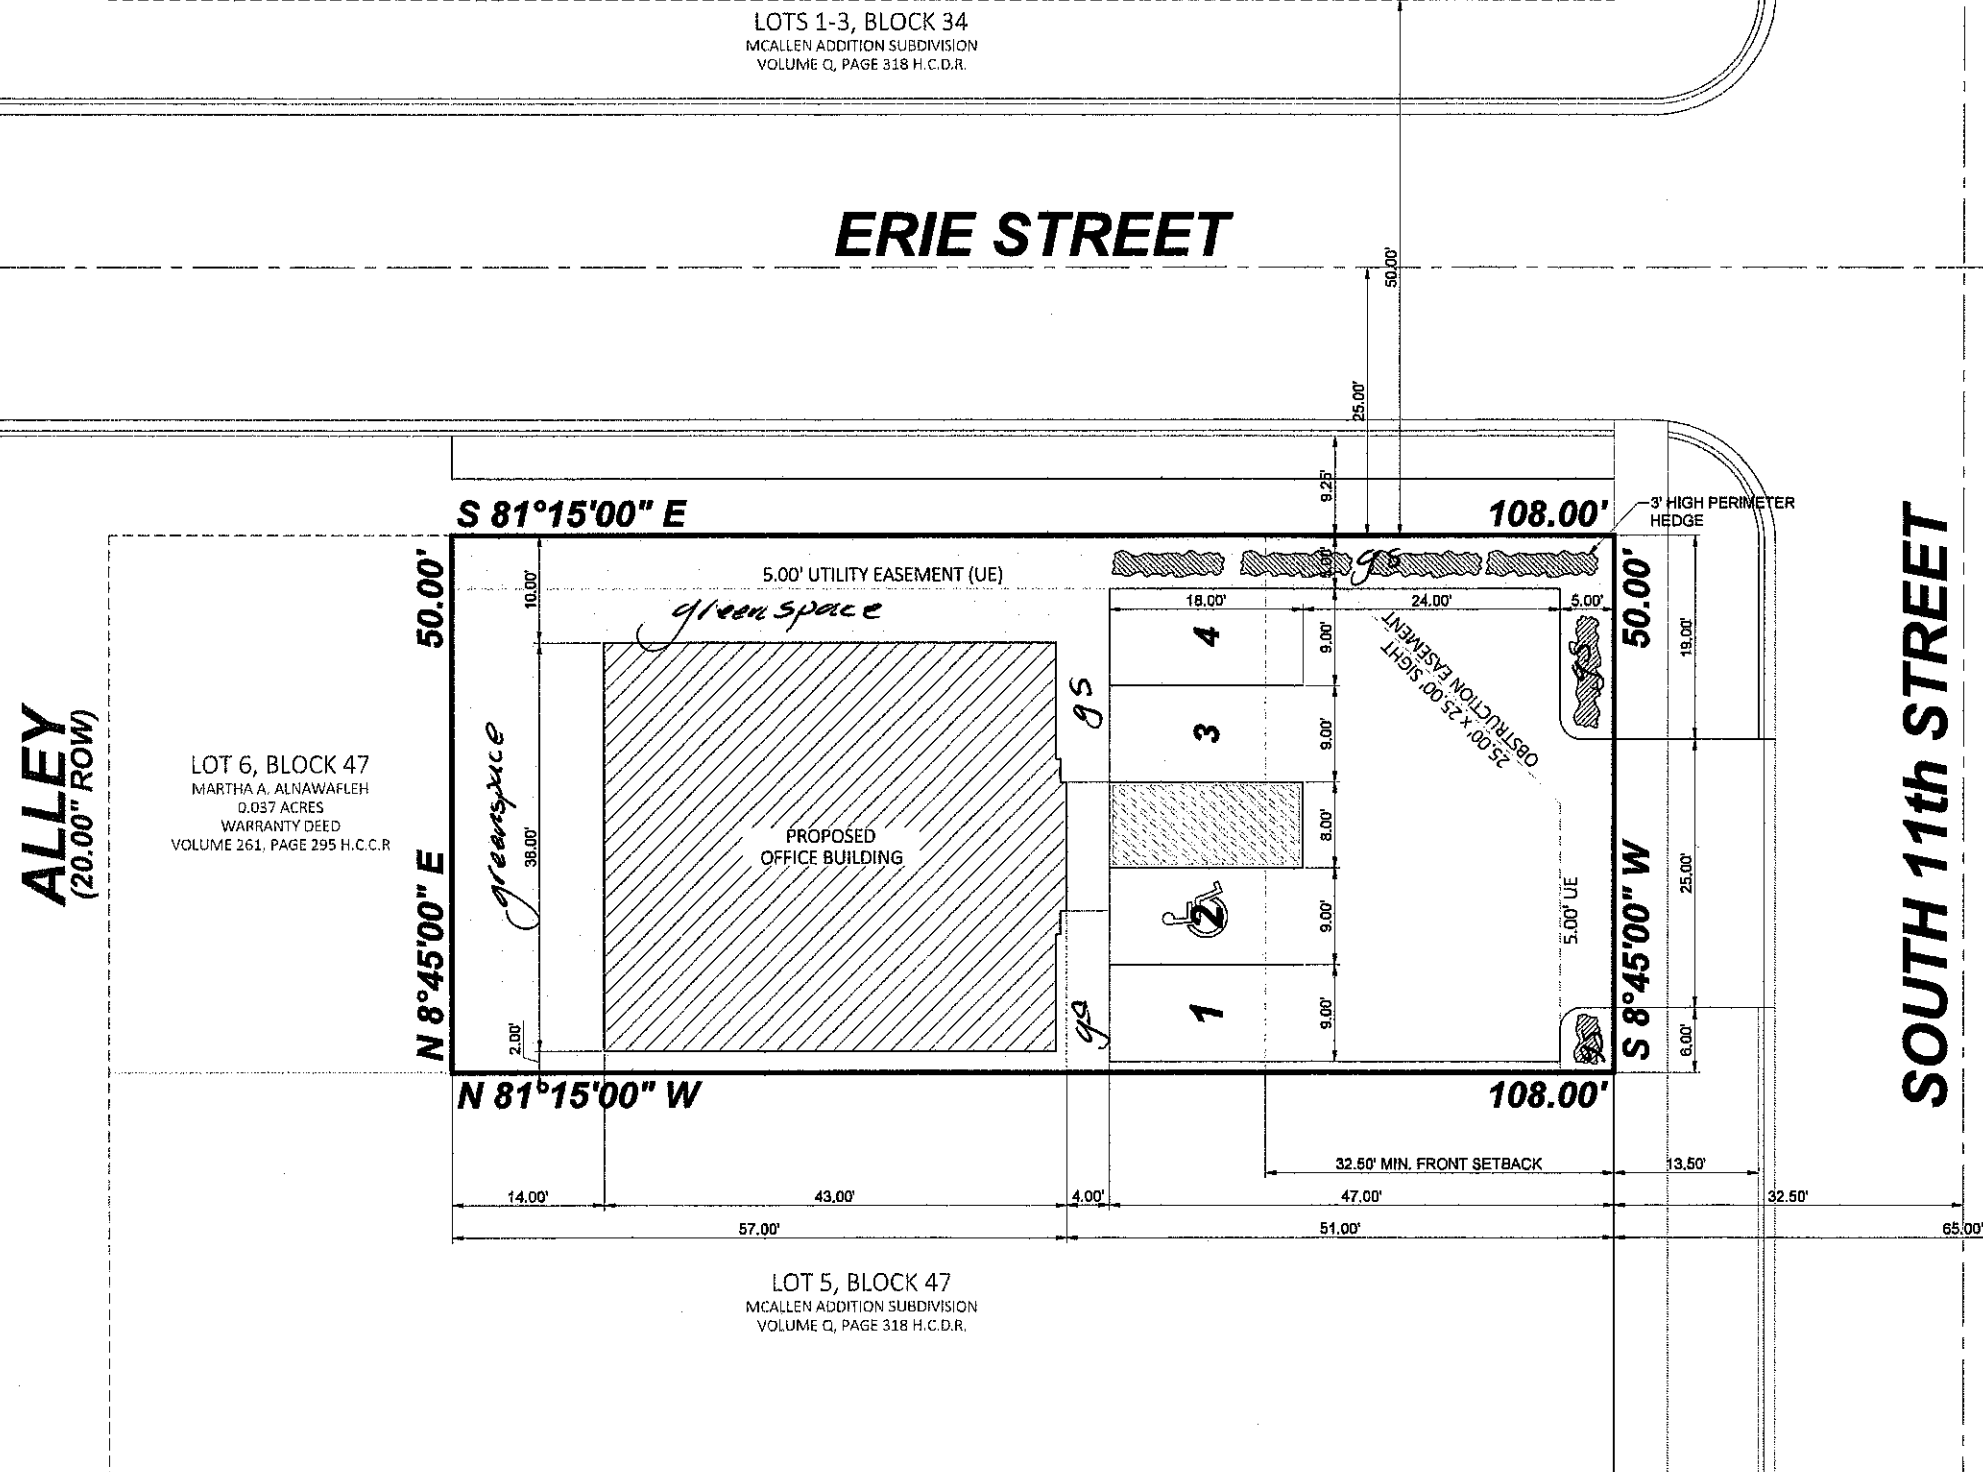 LOTS 1-3, BLOCK 34
MCALLEN ADDITION SUBDIVISION
VOLUME Q, PAGE 318 H.C.D.R.
ERIE STREET
50.00'
25.00'
9.25'
S 81°15'00" E
108.00'
3' HIGH PERIMETER
HEDGE
50.00'
10.00'
5.00' UTILITY EASEMENT (UE)
greenspace
gs
5.00'
18.00'
24.00'
5.00'
50.00'
19.00'
4
9.00'
25.00' X 25.00' SIGHT
OBSTRUCTION EASEMENT
gs
gs
3
9.00'
SOUTH 11th STREET
ALLEY
(20.00" ROW)
LOT 6, BLOCK 47
MARTHA A. ALNAWAFLEH
0.037 ACRES
WARRANTY DEED
VOLUME 261, PAGE 295 H.C.C.R
greenspace
38.00'
PROPOSED
OFFICE BUILDING
8.00'
25.00'
2
9.00'
5.00' UE
N 8°45'00" E
S 8°45'00" W
2.00'
gs
1
9.00'
gs
6.00'
N 81°15'00" W
108.00'
32.50' MIN. FRONT SETBACK
13.50'
14.00'
43.00'
4.00'
47.00'
32.50'
57.00'
51.00'
65.00'
LOT 5, BLOCK 47
MCALLEN ADDITION SUBDIVISION
VOLUME Q, PAGE 318 H.C.D.R.